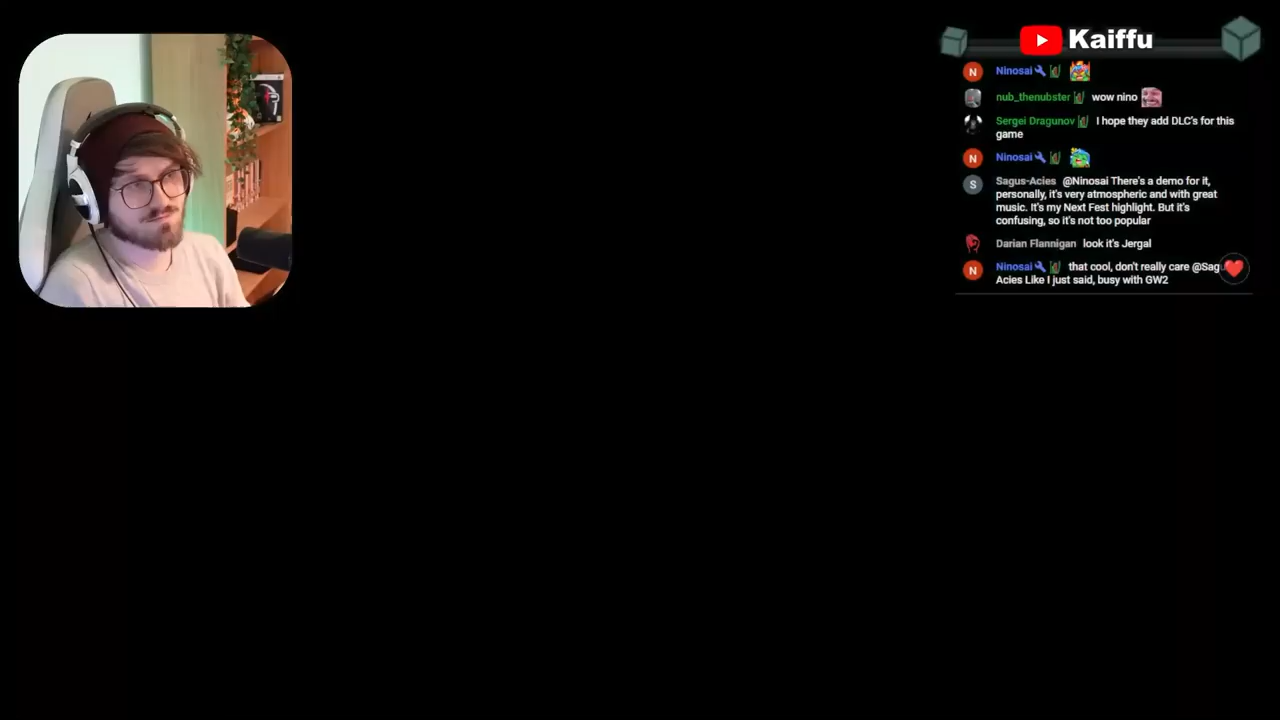 Kaiffu
N Ninosai
nub_thenubster wow nino
Sergei Dragunov I hope they add DLC's for this
game
N Ninosai
S Sagus-Acies @Ninosai There's a demo for it,
personally, it's very atmospheric and with great
music. It's my Next Fest highlight. But it's
confusing, so it's not too popular
Darian Flannigan look it's Jergal
N Ninosai that cool, don't really care
Acies Like I just said, busy with GW2